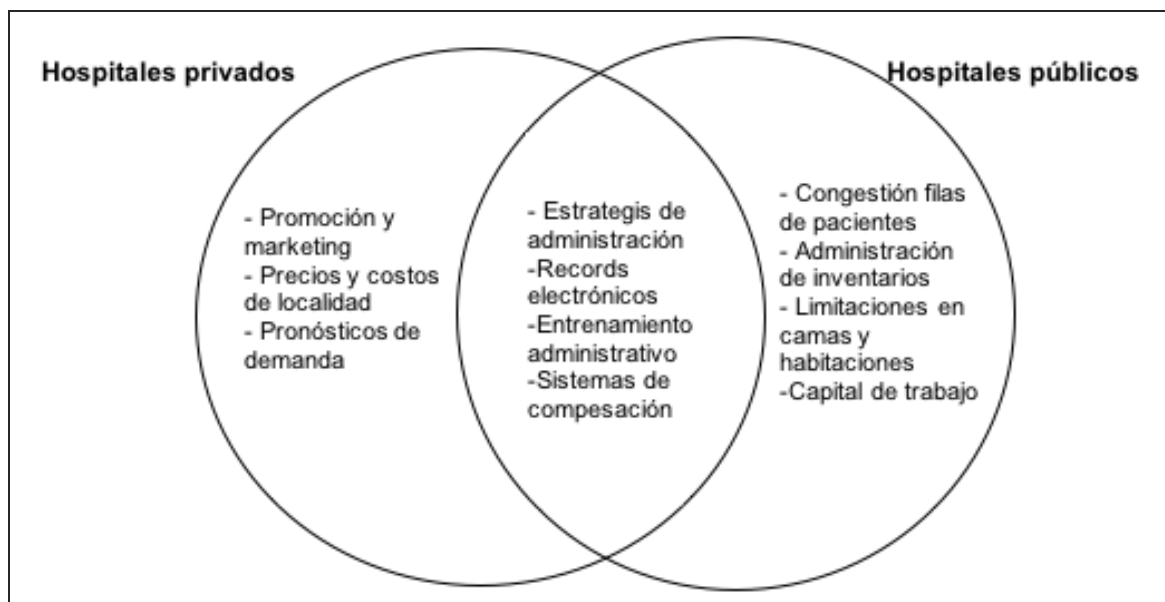 Hospitales privados
Hospitales públicos
- Promoción y
marketing
- Precios y costos
de localidad
- Pronósticos de
demanda
- Estrategis de
administración
-Records
electrónicos
-Entrenamiento
administrativo
-Sistemas de
compesación
- Congestión filas
de pacientes
- Administración
de inventarios
- Limitaciones en
camas y
habitaciones
-Capital de trabajo